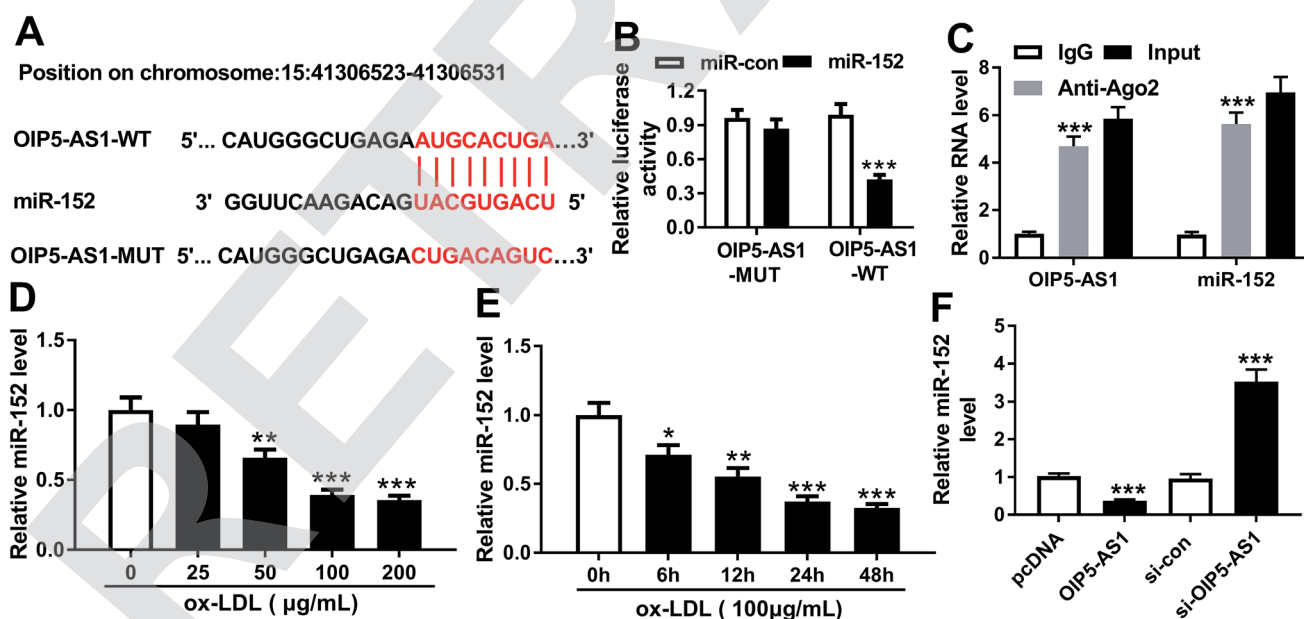 A
Position on chromosome:15:41306523-41306531
OIP5-AS1-WT 5'... CAUGGGCUGAGAAUGCACUGA...3'
miR-152 3' GGUUCAAGACAGUACGUGACU 5'
OIP5-AS1-MUT 5'... CAUGGGCUGAGACUGACAGUC...3'
B
miR-con miR-152
Relative luciferase
activity
1.2
0.9
0.6
0.3
0.0
***
OIP5-AS1
-MUT
OIP5-AS1
-WT
C
IgG Input
Anti-Ago2
Relative RNA level
8
6
4
2
0
***
***
OIP5-AS1 miR-152
D
Relative miR-152 level
1.5
1.0
0.5
0.0
**
***
***
0 25 50 100 200
ox-LDL ( μg/mL)
E
Relative miR-152 level
1.5
1.0
0.5
0.0
*
**
***
***
0h 6h 12h 24h 48h
ox-LDL ( 100μg/mL)
F
Relative miR-152
level
5
4
3
2
1
0
***
***
pcDNA
OIP5-AS1
si-con
si-OIP5-AS1
RETRA